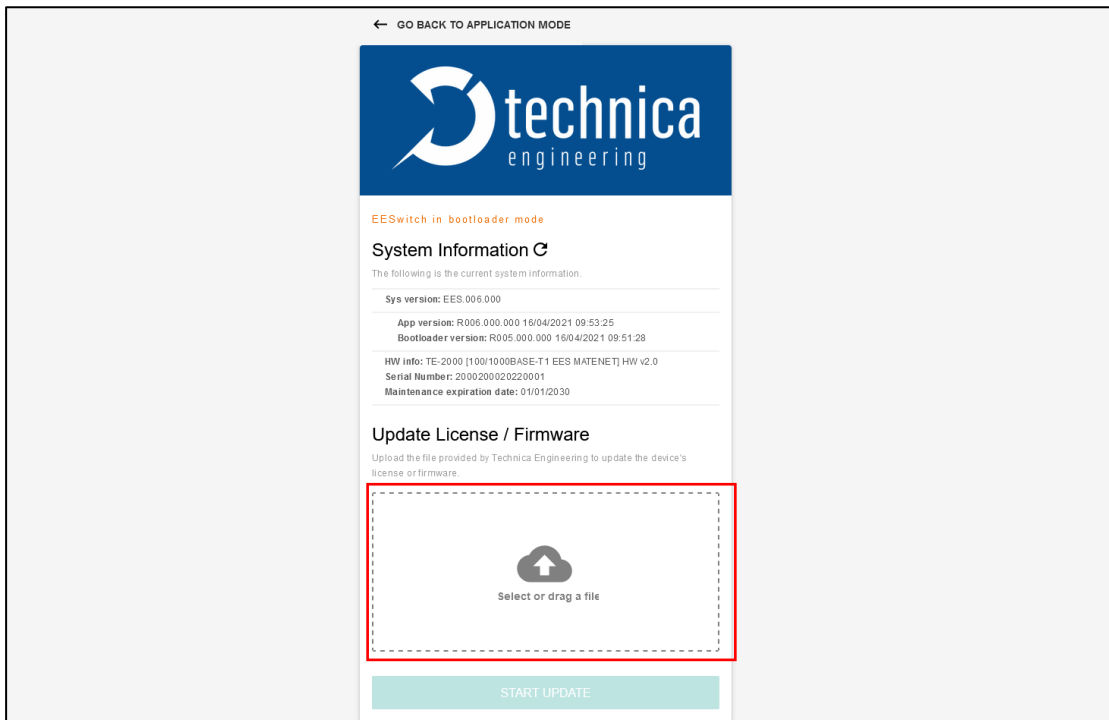 GO BACK TO APPLICATION MODE
technica
engineering
EESwitch in bootloader mode
System Information
The following is the current system information.
Sys version: EES.006.000
App version: R006.000.000 16/04/2021 09:53:25
Bootloader version: R005.000.000 16/04/2021 09:51:28
HW info: TE-2000 [100/1000BASE-T1 EES MATENET] HW v2.0
Serial Number: 2000200020220001
Maintenance expiration date: 01/01/2030
Update License / Firmware
Upload the file provided by Technica Engineering to update the device's
license or firmware.
Select or drag a file
START UPDATE